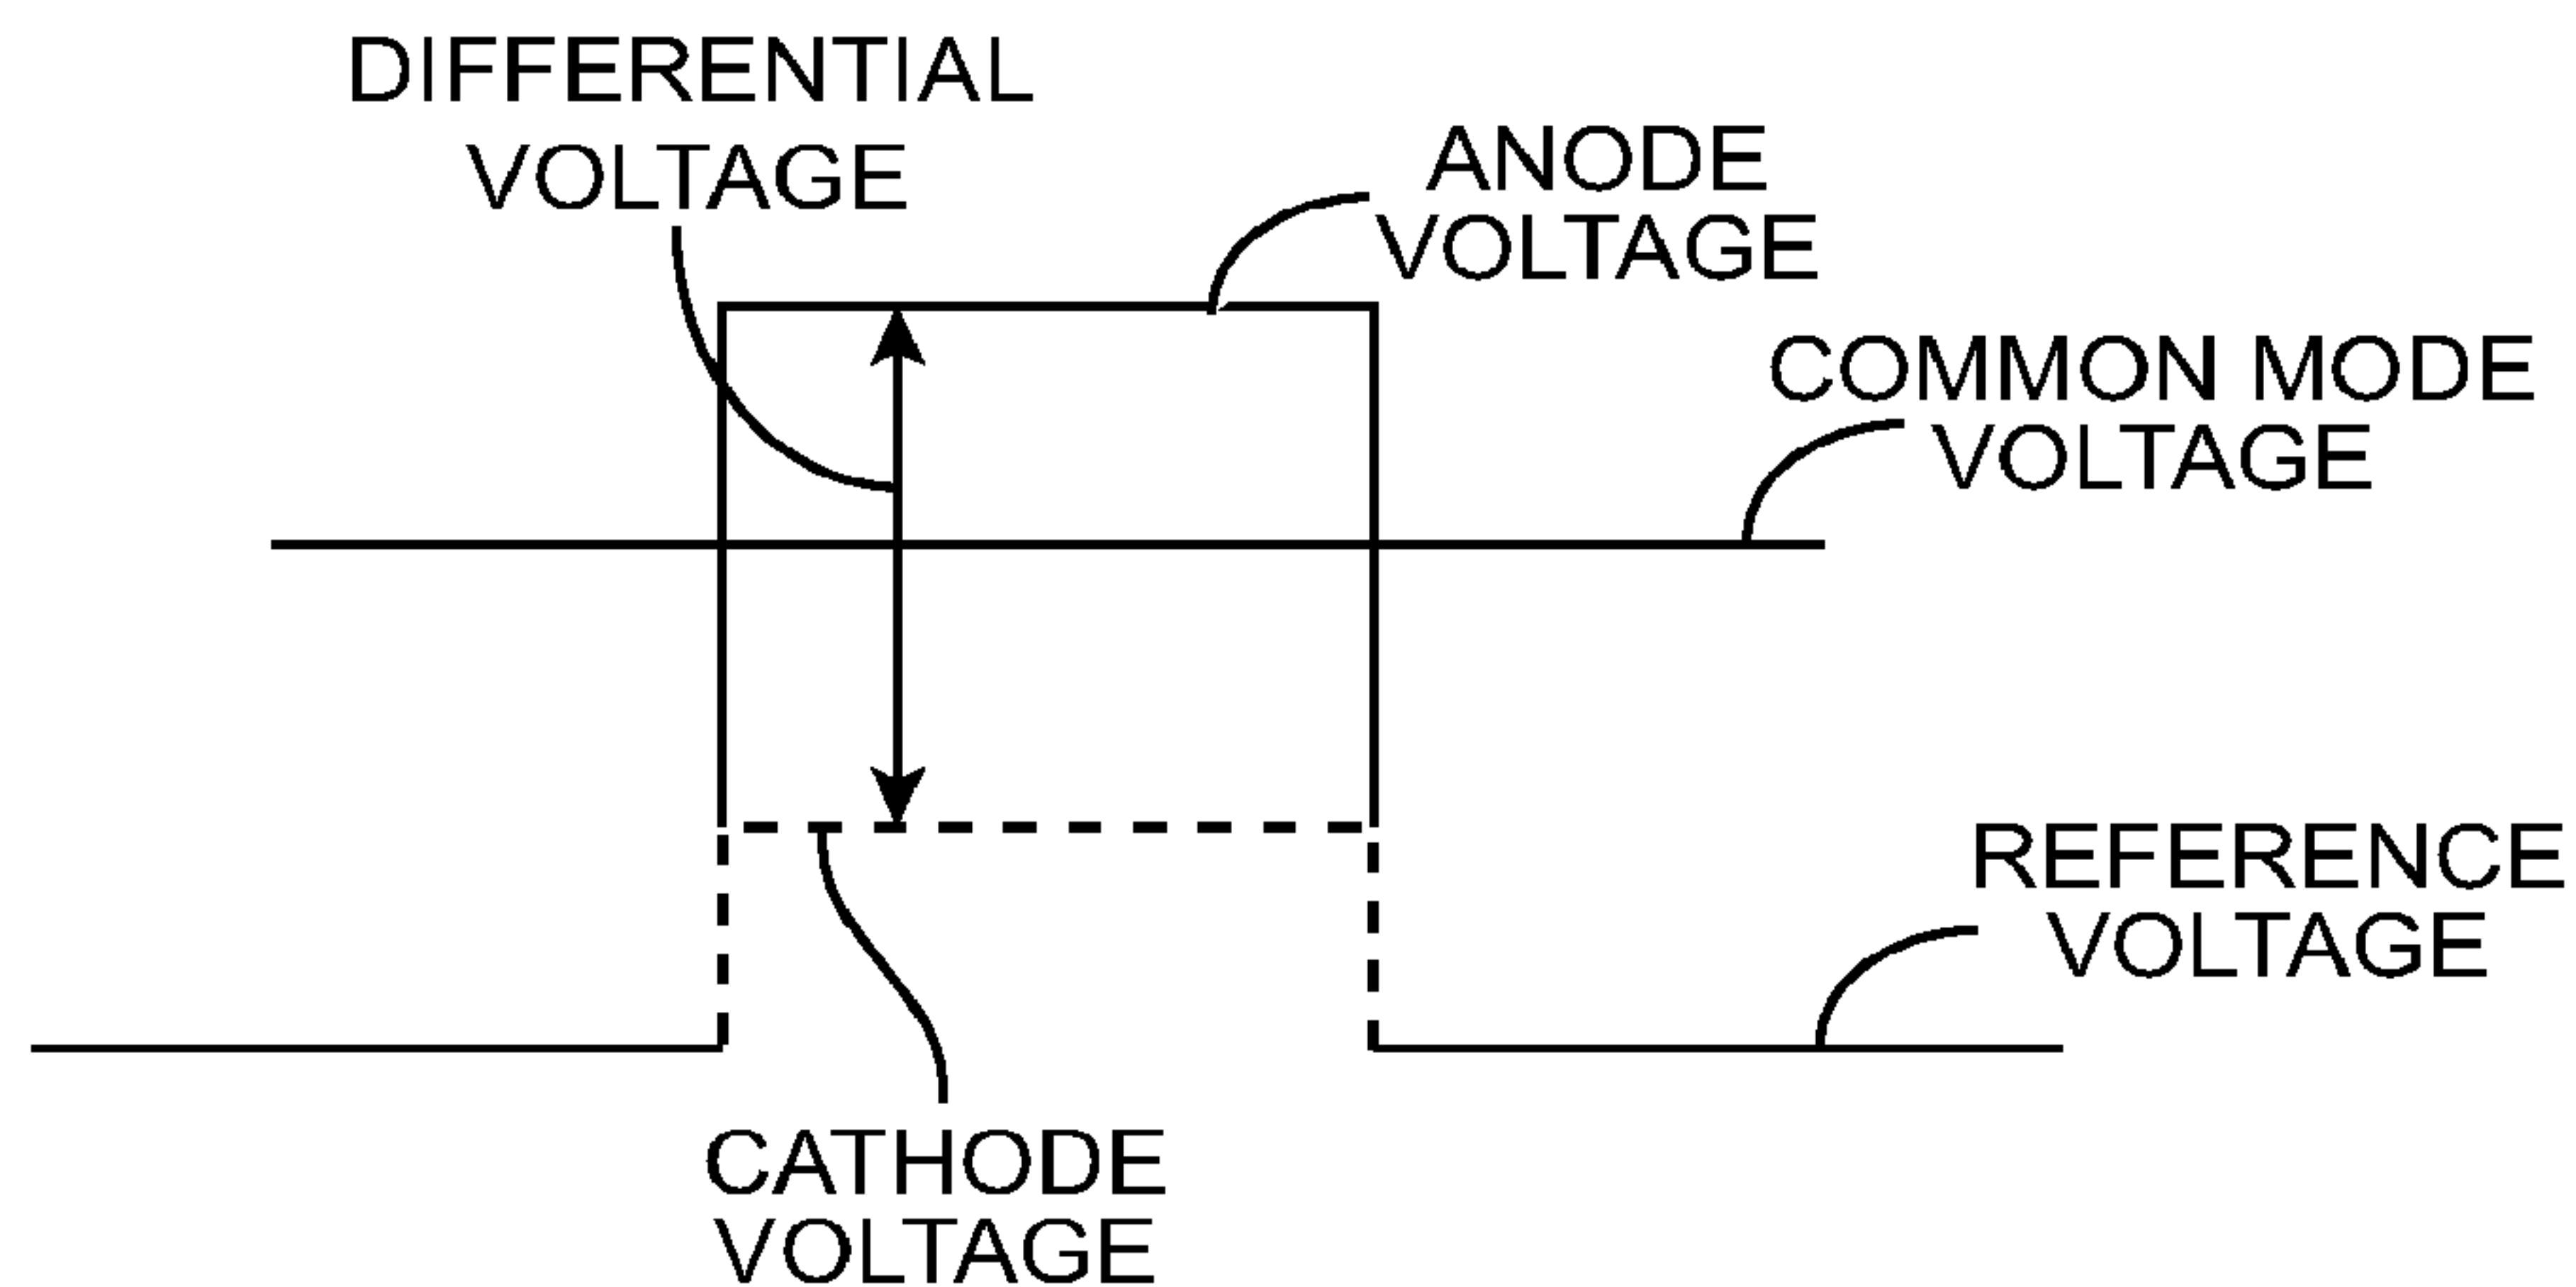 DIFFERENTIAL
VOLTAGE
ANODE
VOLTAGE
COMMON MODE
VOLTAGE
REFERENCE
VOLTAGE
CATHODE
VOLTAGE